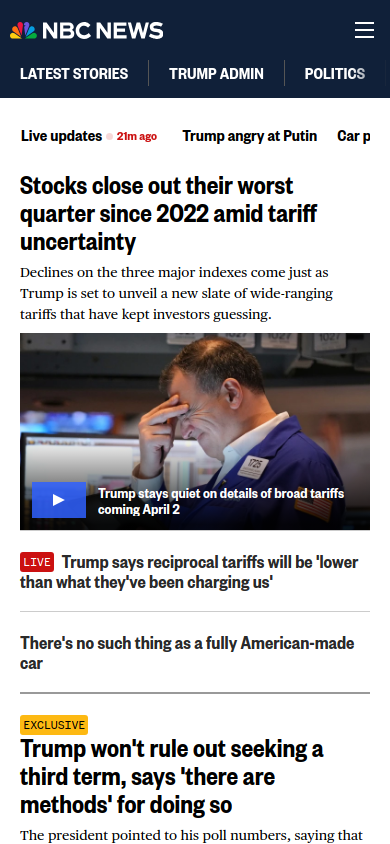 NBC NEWS
LATEST STORIES
TRUMP ADMIN
POLITICS
Live updates 21m ago
Trump angry at Putin
Car p
Stocks close out their worst
quarter since 2022 amid tariff
uncertainty
Declines on the three major indexes come just as
Trump is set to unveil a new slate of wide-ranging
tariffs that have kept investors guessing.
1725
Trump stays quiet on details of broad tariffs
coming April 2
LIVE Trump says reciprocal tariffs will be 'lower
than what they've been charging us'
There's no such thing as a fully American-made
car
EXCLUSIVE
Trump won't rule out seeking a
third term, says 'there are
methods' for doing so
The president pointed to his poll numbers, saying that